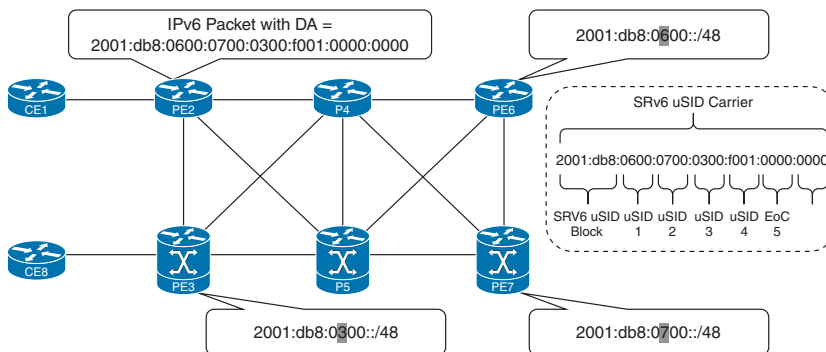 IPv6 Packet with DA =
2001:db8:0600:0700:0300:f001:0000:0000
2001:db8:0600::/48
CE1
PE2
P4
PE6
SRv6 uSID Carrier
2001:db8:0600:0700:0300:f001:0000:0000
SRV6 uSID uSID uSID uSID uSID EoC
Block 1 2 3 4 5
CE8
PE3
P5
PE7
2001:db8:0300::/48
2001:db8:0700::/48